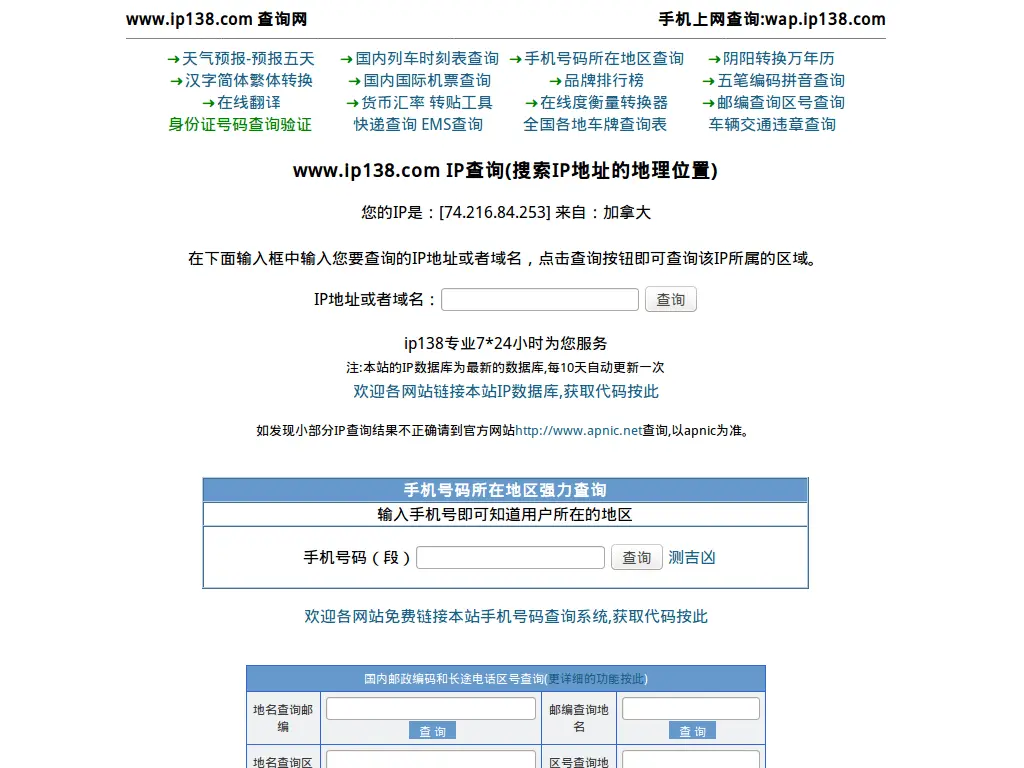 www.ip138.com 查询网 手机上网查询:wap.ip138.com
→天气预报-预报五天 →国内列车时刻表查询 →手机号码所在地区查询 →阴阳转换万年历
→汉字简体繁体转换 →国内国际机票查询 →品牌排行榜 →五笔编码拼音查询
→在线翻译 →货币汇率 转贴工具 →在线度衡量转换器 →邮编查询区号查询
身份证号码查询验证 快递查询 EMS查询 全国各地车牌查询表 车辆交通违章查询
www.ip138.com IP查询(搜索IP地址的地理位置)
您的IP是：[74.216.84.253] 来自：加拿大
在下面输入框中输入您要查询的IP地址或者域名，点击查询按钮即可查询该IP所属的区域。
IP地址或者域名： 查询
ip138专业7*24小时为您服务
注:本站的IP数据库为最新的数据库,每10天自动更新一次
欢迎各网站链接本站IP数据库,获取代码按此
如发现小部分IP查询结果不正确请到官方网站http://www.apnic.net查询,以apnic为准。
手机号码所在地区强力查询
输入手机号即可知道用户所在的地区
手机号码（段） 查询 测吉凶
欢迎各网站免费链接本站手机号码查询系统,获取代码按此
国内邮政编码和长途电话区号查询(更详细的功能按此)
地名查询邮编 查 询 邮编查询地名 查 询
地名查询区 区号查询地